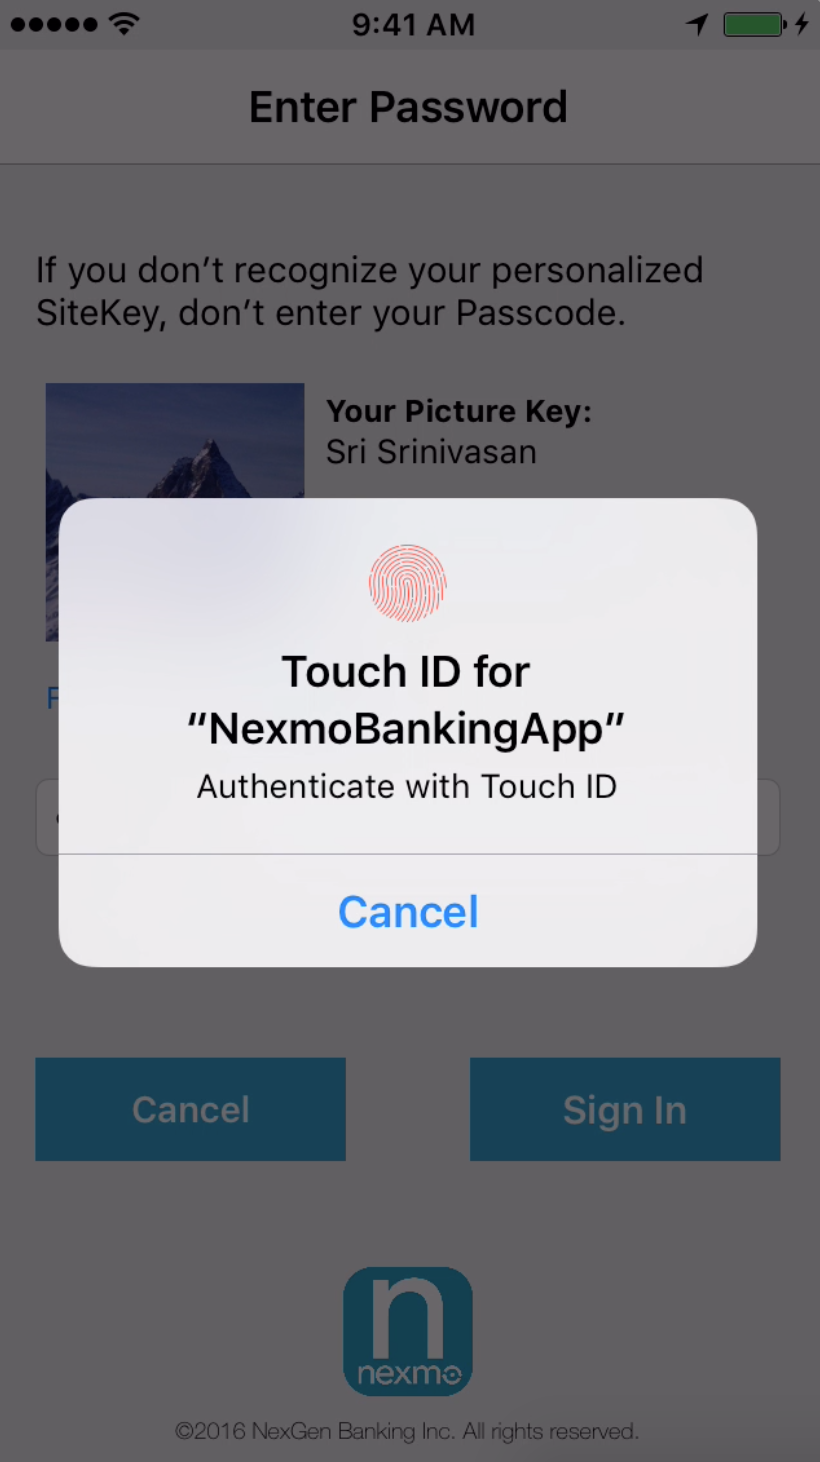 9:41 AM
Enter Password
If you don’t recognize your personalized
SiteKey, don’t enter your Passcode.
Your Picture Key:
Sri Srinivasan
Touch ID for
“NexmoBankingApp”
Authenticate with Touch ID
Cancel
Cancel
Sign In
n
nexmo
©2016 NexGen Banking Inc. All rights reserved.